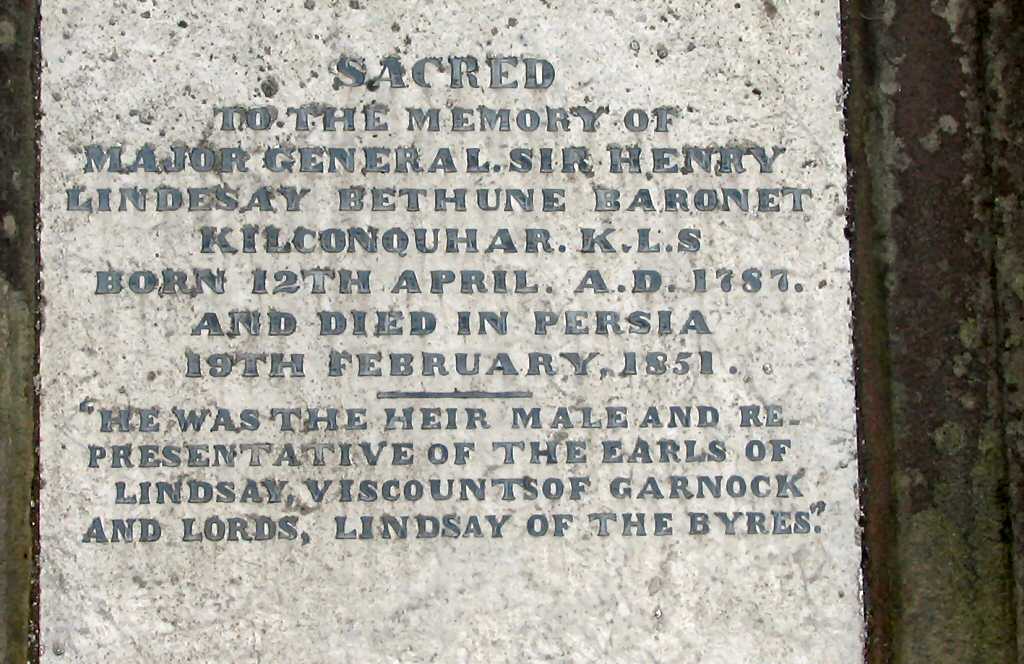 SACRED
TO THE MEMORY OF
MAJOR GENERAL. SIR HENRY
LINDESAY BETHUNE BARONET
KILCONQUHAR. K.L.S
BORN 12TH APRIL. A.D. 1787.
AND DIED IN PERSIA
19TH FEBRUARY, 1851.
"HE WAS THE HEIR MALE AND RE-
PRESENTATIVE OF THE EARLS OF
LINDSAY, VISCOUNTS OF GARNOCK
AND LORDS, LINDSAY OF THE BYRES."